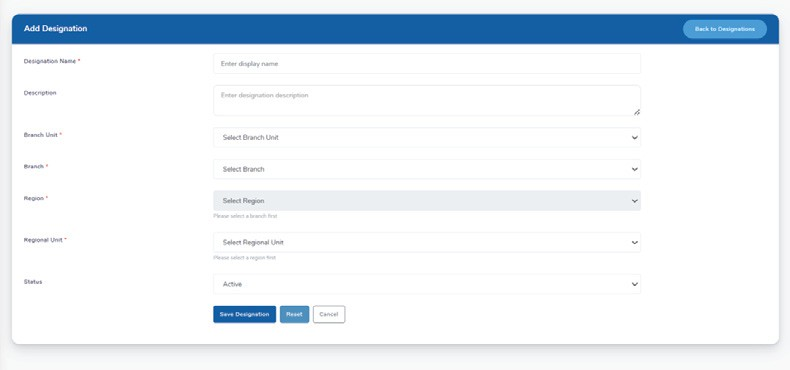 Add Designation
Back to Designations
Designation Name *
Enter display name
Description
Enter designation description
Branch Unit *
Select Branch Unit
Branch *
Select Branch
Region *
Select Region
Please select a branch first
Regional Unit *
Select Regional Unit
Please select a region first
Status
Active
Save Designation
Reset
Cancel